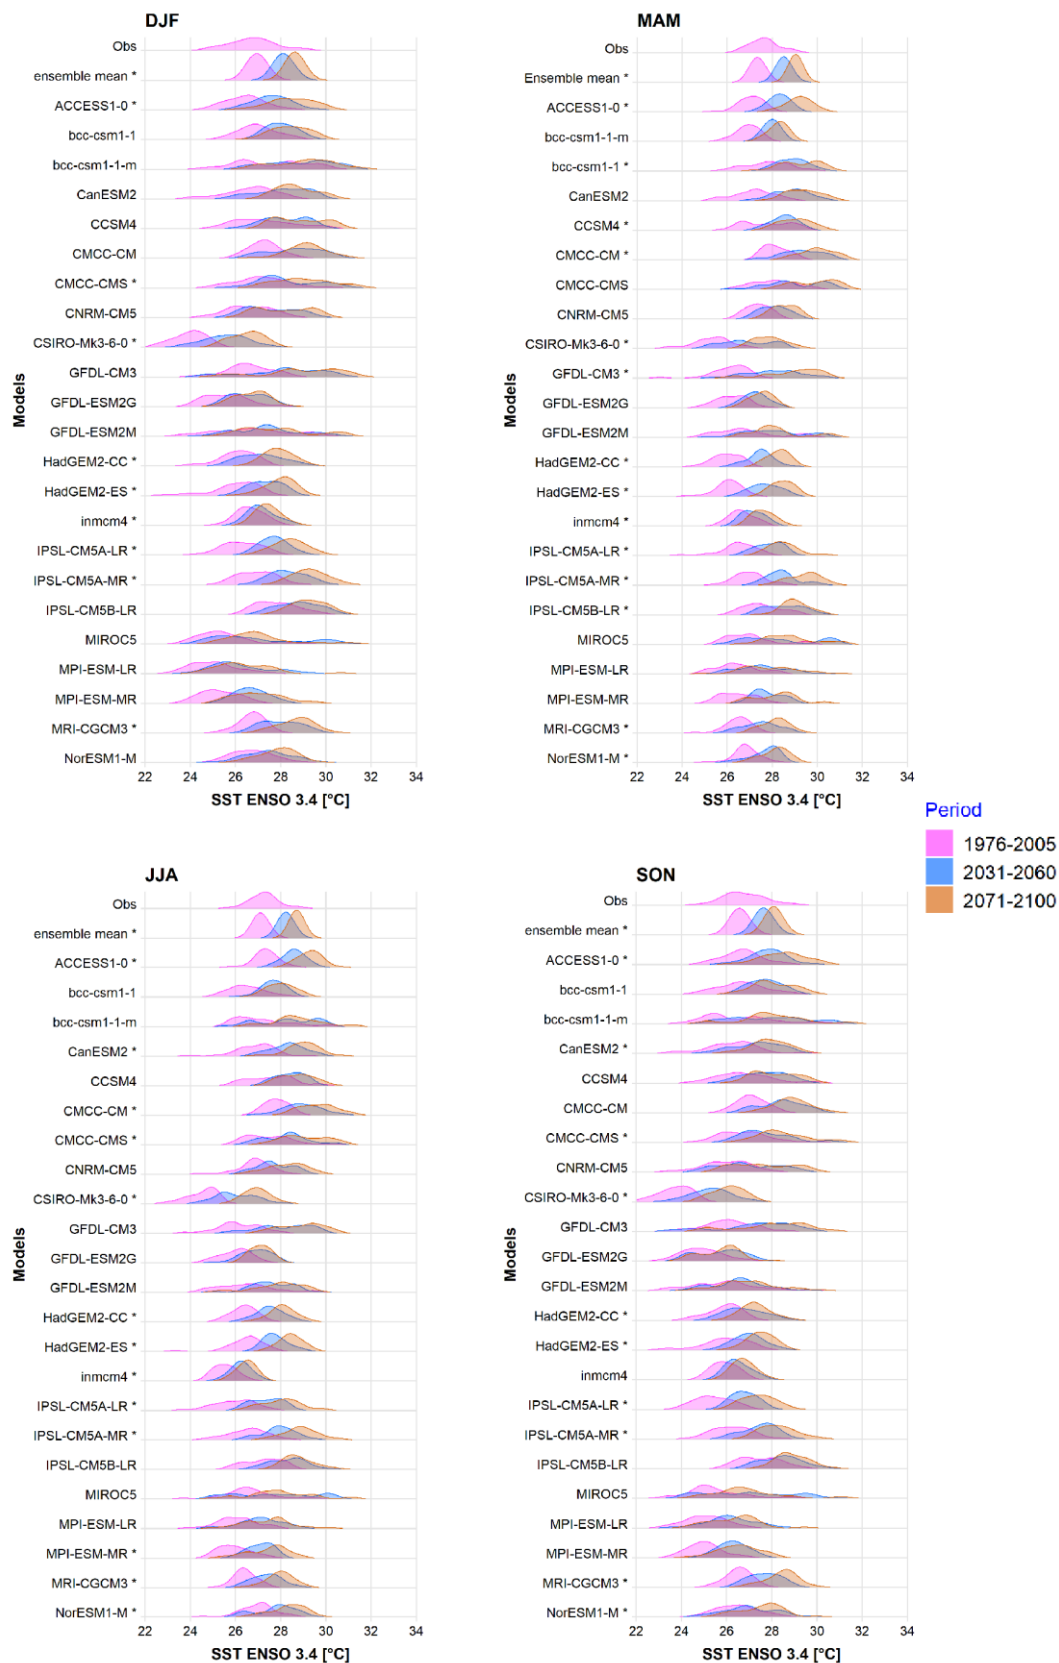 DJF
Obs
ensemble mean *
ACCESS1-0 *
bcc-csm1-1
bcc-csm1-1-m
CanESM2
CCSM4
CMCC-CM
CMCC-CMS *
CNRM-CM5
CSIRO-Mk3-6-0 *
GFDL-CM3
GFDL-ESM2G
GFDL-ESM2M
HadGEM2-CC *
HadGEM2-ES *
inmcm4 *
IPSL-CM5A-LR *
IPSL-CM5A-MR *
IPSL-CM5B-LR
MIROC5
MPI-ESM-LR
MPI-ESM-MR
MRI-CGCM3 *
NorESM1-M
Models
22 24 26 28 30 32 34
SST ENSO 3.4 [°C]
MAM
Obs
Ensemble mean *
ACCESS1-0 *
bcc-csm1-1-m
bcc-csm1-1 *
CanESM2
CCSM4 *
CMCC-CM *
CMCC-CMS
CNRM-CM5
CSIRO-Mk3-6-0 *
GFDL-CM3 *
GFDL-ESM2G
GFDL-ESM2M
HadGEM2-CC *
HadGEM2-ES *
inmcm4 *
IPSL-CM5A-LR *
IPSL-CM5A-MR *
IPSL-CM5B-LR *
MIROC5
MPI-ESM-LR
MPI-ESM-MR
MRI-CGCM3 *
NorESM1-M *
Models
22 24 26 28 30 32 34
SST ENSO 3.4 [°C]
Period
1976-2005
2031-2060
2071-2100
JJA
Obs
ensemble mean *
ACCESS1-0 *
bcc-csm1-1
bcc-csm1-1-m
CanESM2 *
CCSM4
CMCC-CM *
CMCC-CMS *
CNRM-CM5
CSIRO-Mk3-6-0 *
GFDL-CM3
GFDL-ESM2G
GFDL-ESM2M
HadGEM2-CC *
HadGEM2-ES *
inmcm4 *
IPSL-CM5A-LR *
IPSL-CM5A-MR *
IPSL-CM5B-LR
MIROC5
MPI-ESM-LR
MPI-ESM-MR *
MRI-CGCM3 *
NorESM1-M *
Models
22 24 26 28 30 32 34
SST ENSO 3.4 [°C]
SON
Obs
ensemble mean *
ACCESS1-0 *
bcc-csm1-1
bcc-csm1-1-m
CanESM2 *
CCSM4
CMCC-CM
CMCC-CMS *
CNRM-CM5
CSIRO-Mk3-6-0 *
GFDL-CM3
GFDL-ESM2G
GFDL-ESM2M
HadGEM2-CC *
HadGEM2-ES *
inmcm4
IPSL-CM5A-LR *
IPSL-CM5A-MR *
IPSL-CM5B-LR
MIROC5
MPI-ESM-LR
MPI-ESM-MR
MRI-CGCM3 *
NorESM1-M *
Models
22 24 26 28 30 32 34
SST ENSO 3.4 [°C]